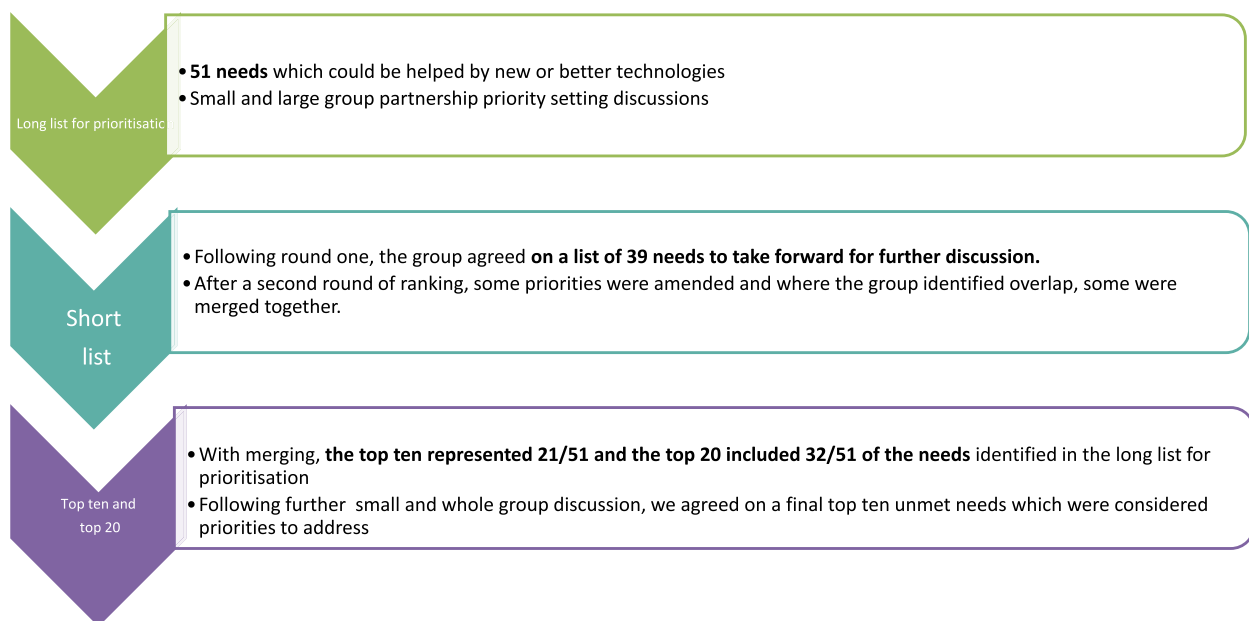 • 51 needs which could be helped by new or better technologies
• Small and large group partnership priority setting discussions
Long list for prioritisatio
• Following round one, the group agreed on a list of 39 needs to take forward for further discussion.
• After a second round of ranking, some priorities were amended and where the group identified overlap, some were
merged together.
Short
list
• With merging, the top ten represented 21/51 and the top 20 included 32/51 of the needs identified in the long list for
prioritisation
• Following further  small and whole group discussion, we agreed on a final top ten unmet needs which were considered
priorities to address
Top ten and
top 20